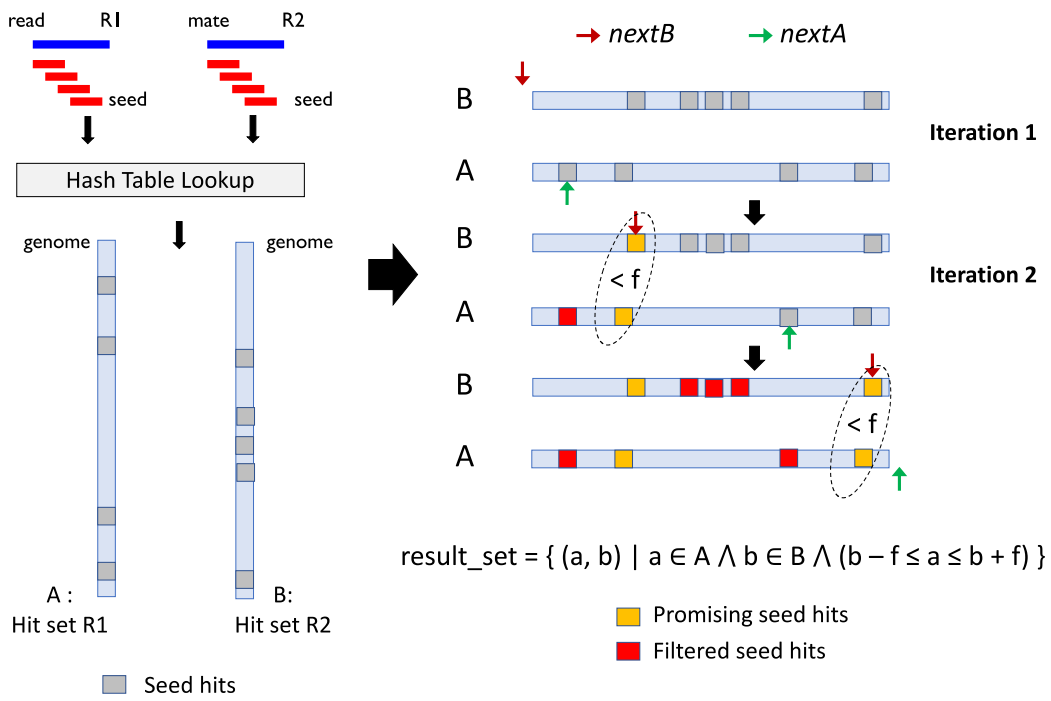 read R1
mate R2
seed
seed
Hash Table Lookup
genome
genome
A :
Hit set R1
B:
Hit set R2
Seed hits
nextB
nextA
B
Iteration 1
A
B
< f
Iteration 2
A
B
< f
A
result_set = { (a, b) | a ∈ A ⋀ b ∈ B ⋀ (b – f ≤ a ≤ b + f) }
Promising seed hits
Filtered seed hits